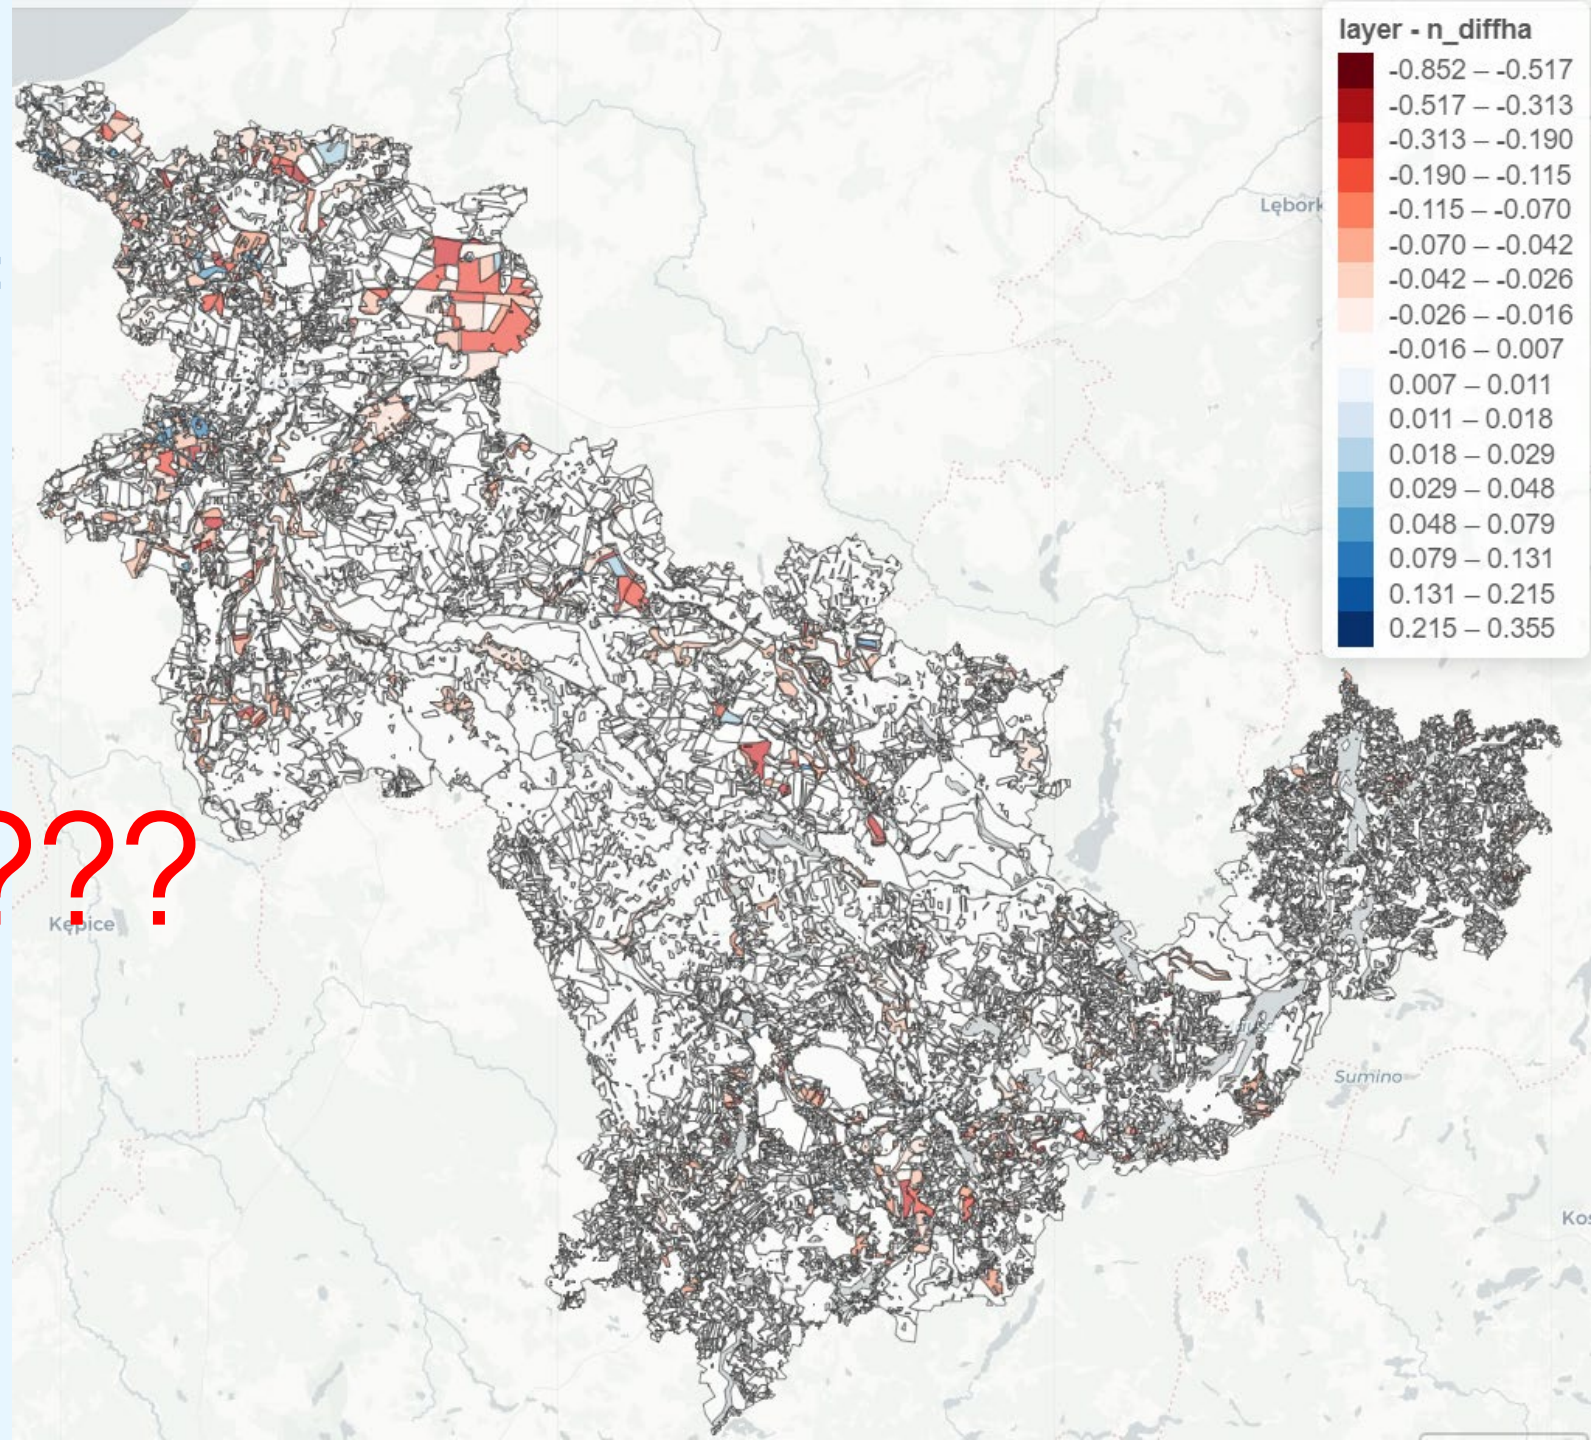 layer - n_diffha
-0.852 – -0.517
-0.517 – -0.313
-0.313 – -0.190
-0.190 – -0.115
-0.115 – -0.070
-0.070 – -0.042
-0.042 – -0.026
-0.026 – -0.016
-0.016 – 0.007
0.007 – 0.011
0.011 – 0.018
0.018 – 0.029
0.029 – 0.048
0.048 – 0.079
0.079 – 0.131
0.131 – 0.215
0.215 – 0.355
???
Kępice
Sumino